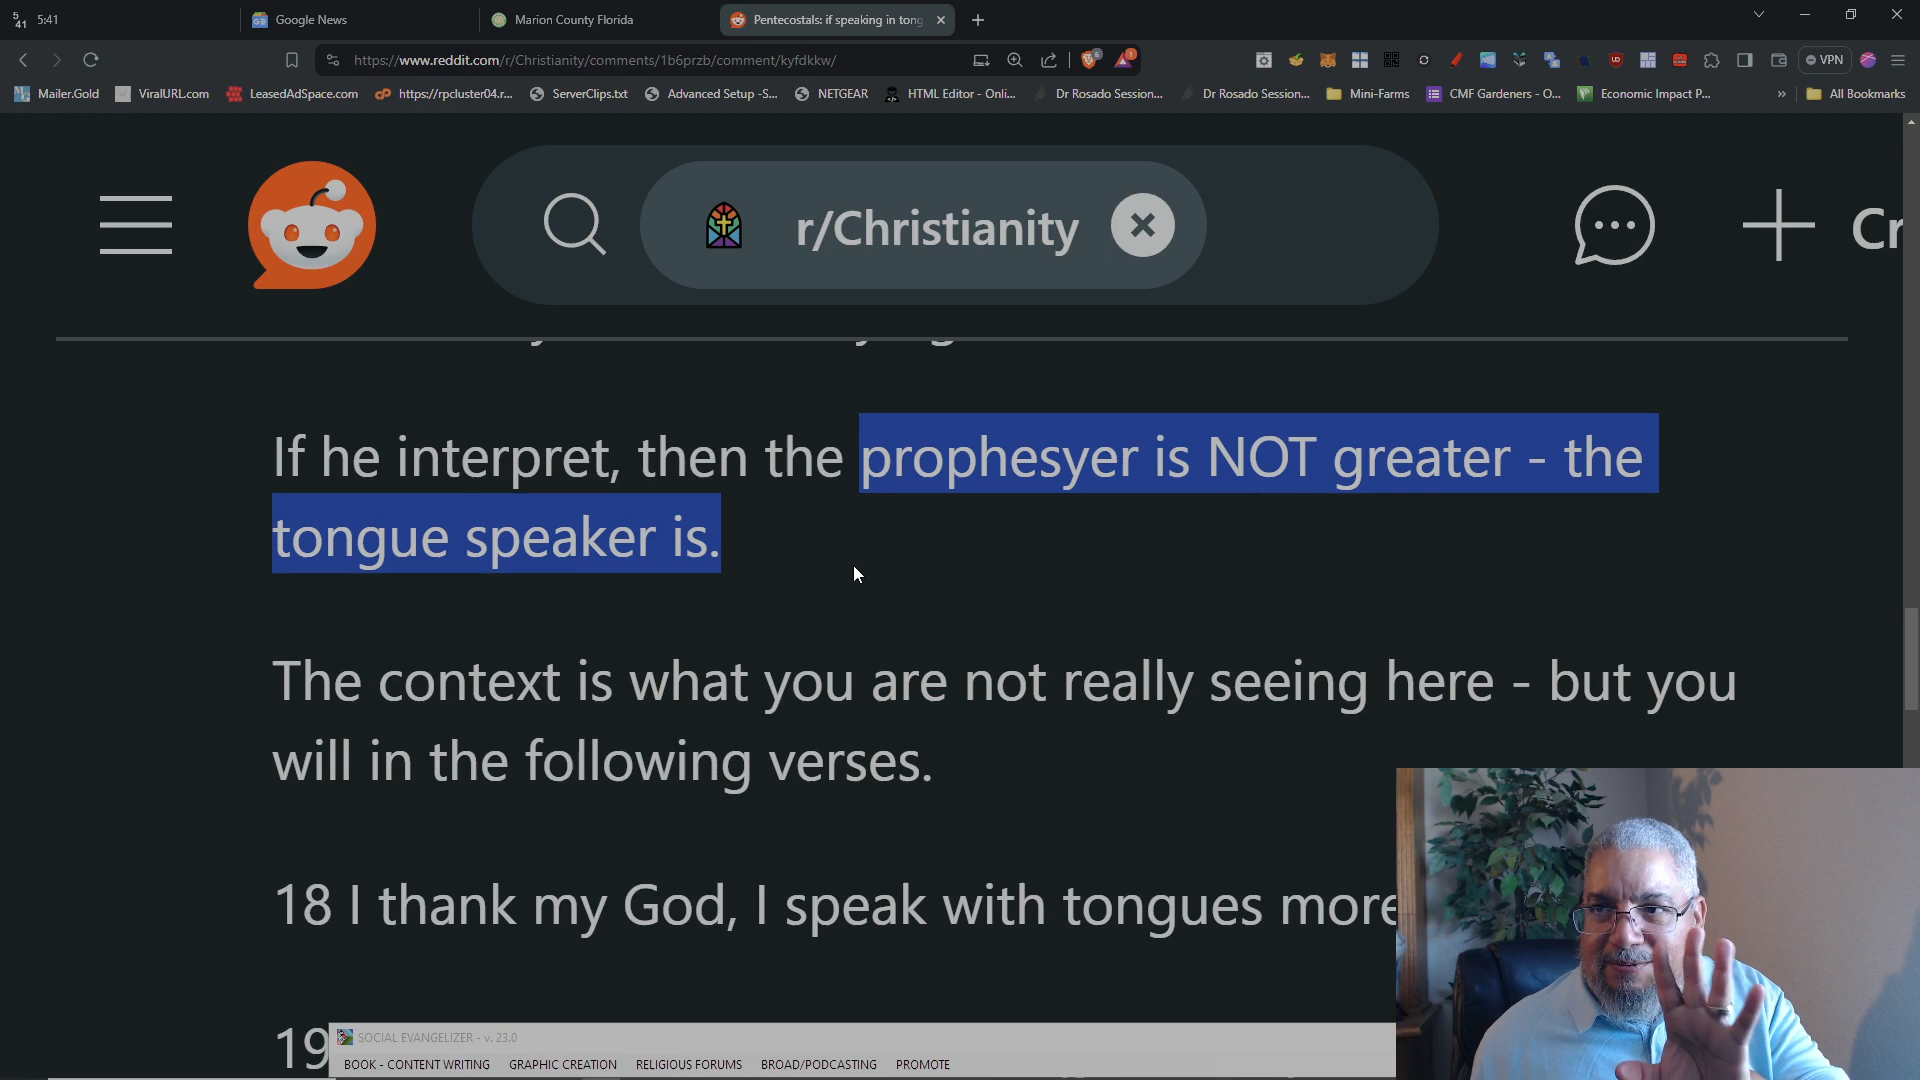 5:41
Google News
Marion County Florida
Pentecostals: if speaking in tong
https://www.reddit.com/r/Christianity/comments/1b6przb/comment/kyfdkkw/
VPN
Mailer.Gold
ViralURL.com
LeasedAdSpace.com
https://rpcluster04.r...
ServerClips.txt
Advanced Setup -S...
NETGEAR
HTML Editor - Onli...
Dr Rosado Session...
Dr Rosado Session...
Mini-Farms
CMF Gardeners - O...
Economic Impact P...
All Bookmarks
r/Christianity
Cr
If he interpret, then the prophesyer is NOT greater - the
tongue speaker is.
The context is what you are not really seeing here - but you
will in the following verses.
18 I thank my God, I speak with tongues more
19
SOCIAL EVANGELIZER - v. 23.0
BOOK - CONTENT WRITING GRAPHIC CREATION RELIGIOUS FORUMS BROAD/PODCASTING PROMOTE